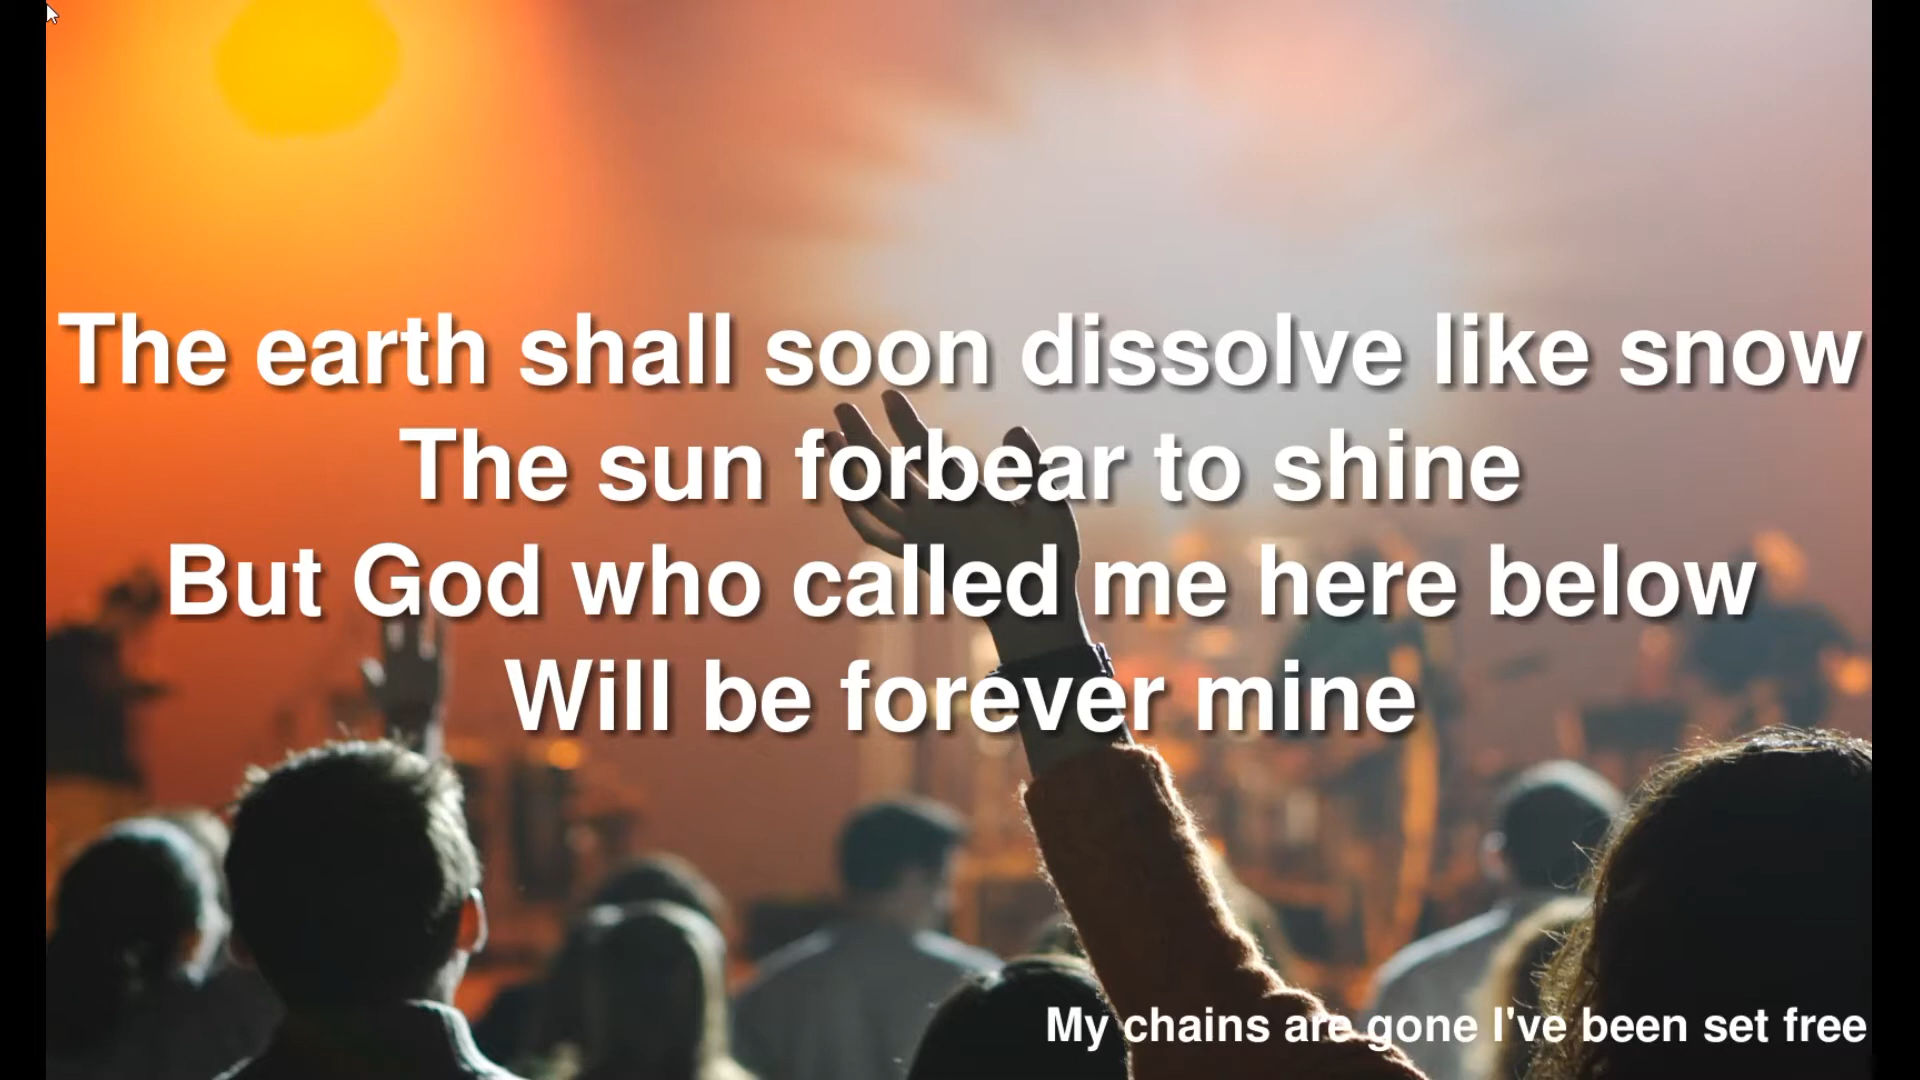 The earth shall soon dissolve like snow
The sun forbear to shine
But God who called me here below
Will be forever mine
My chains are gone I've been set free